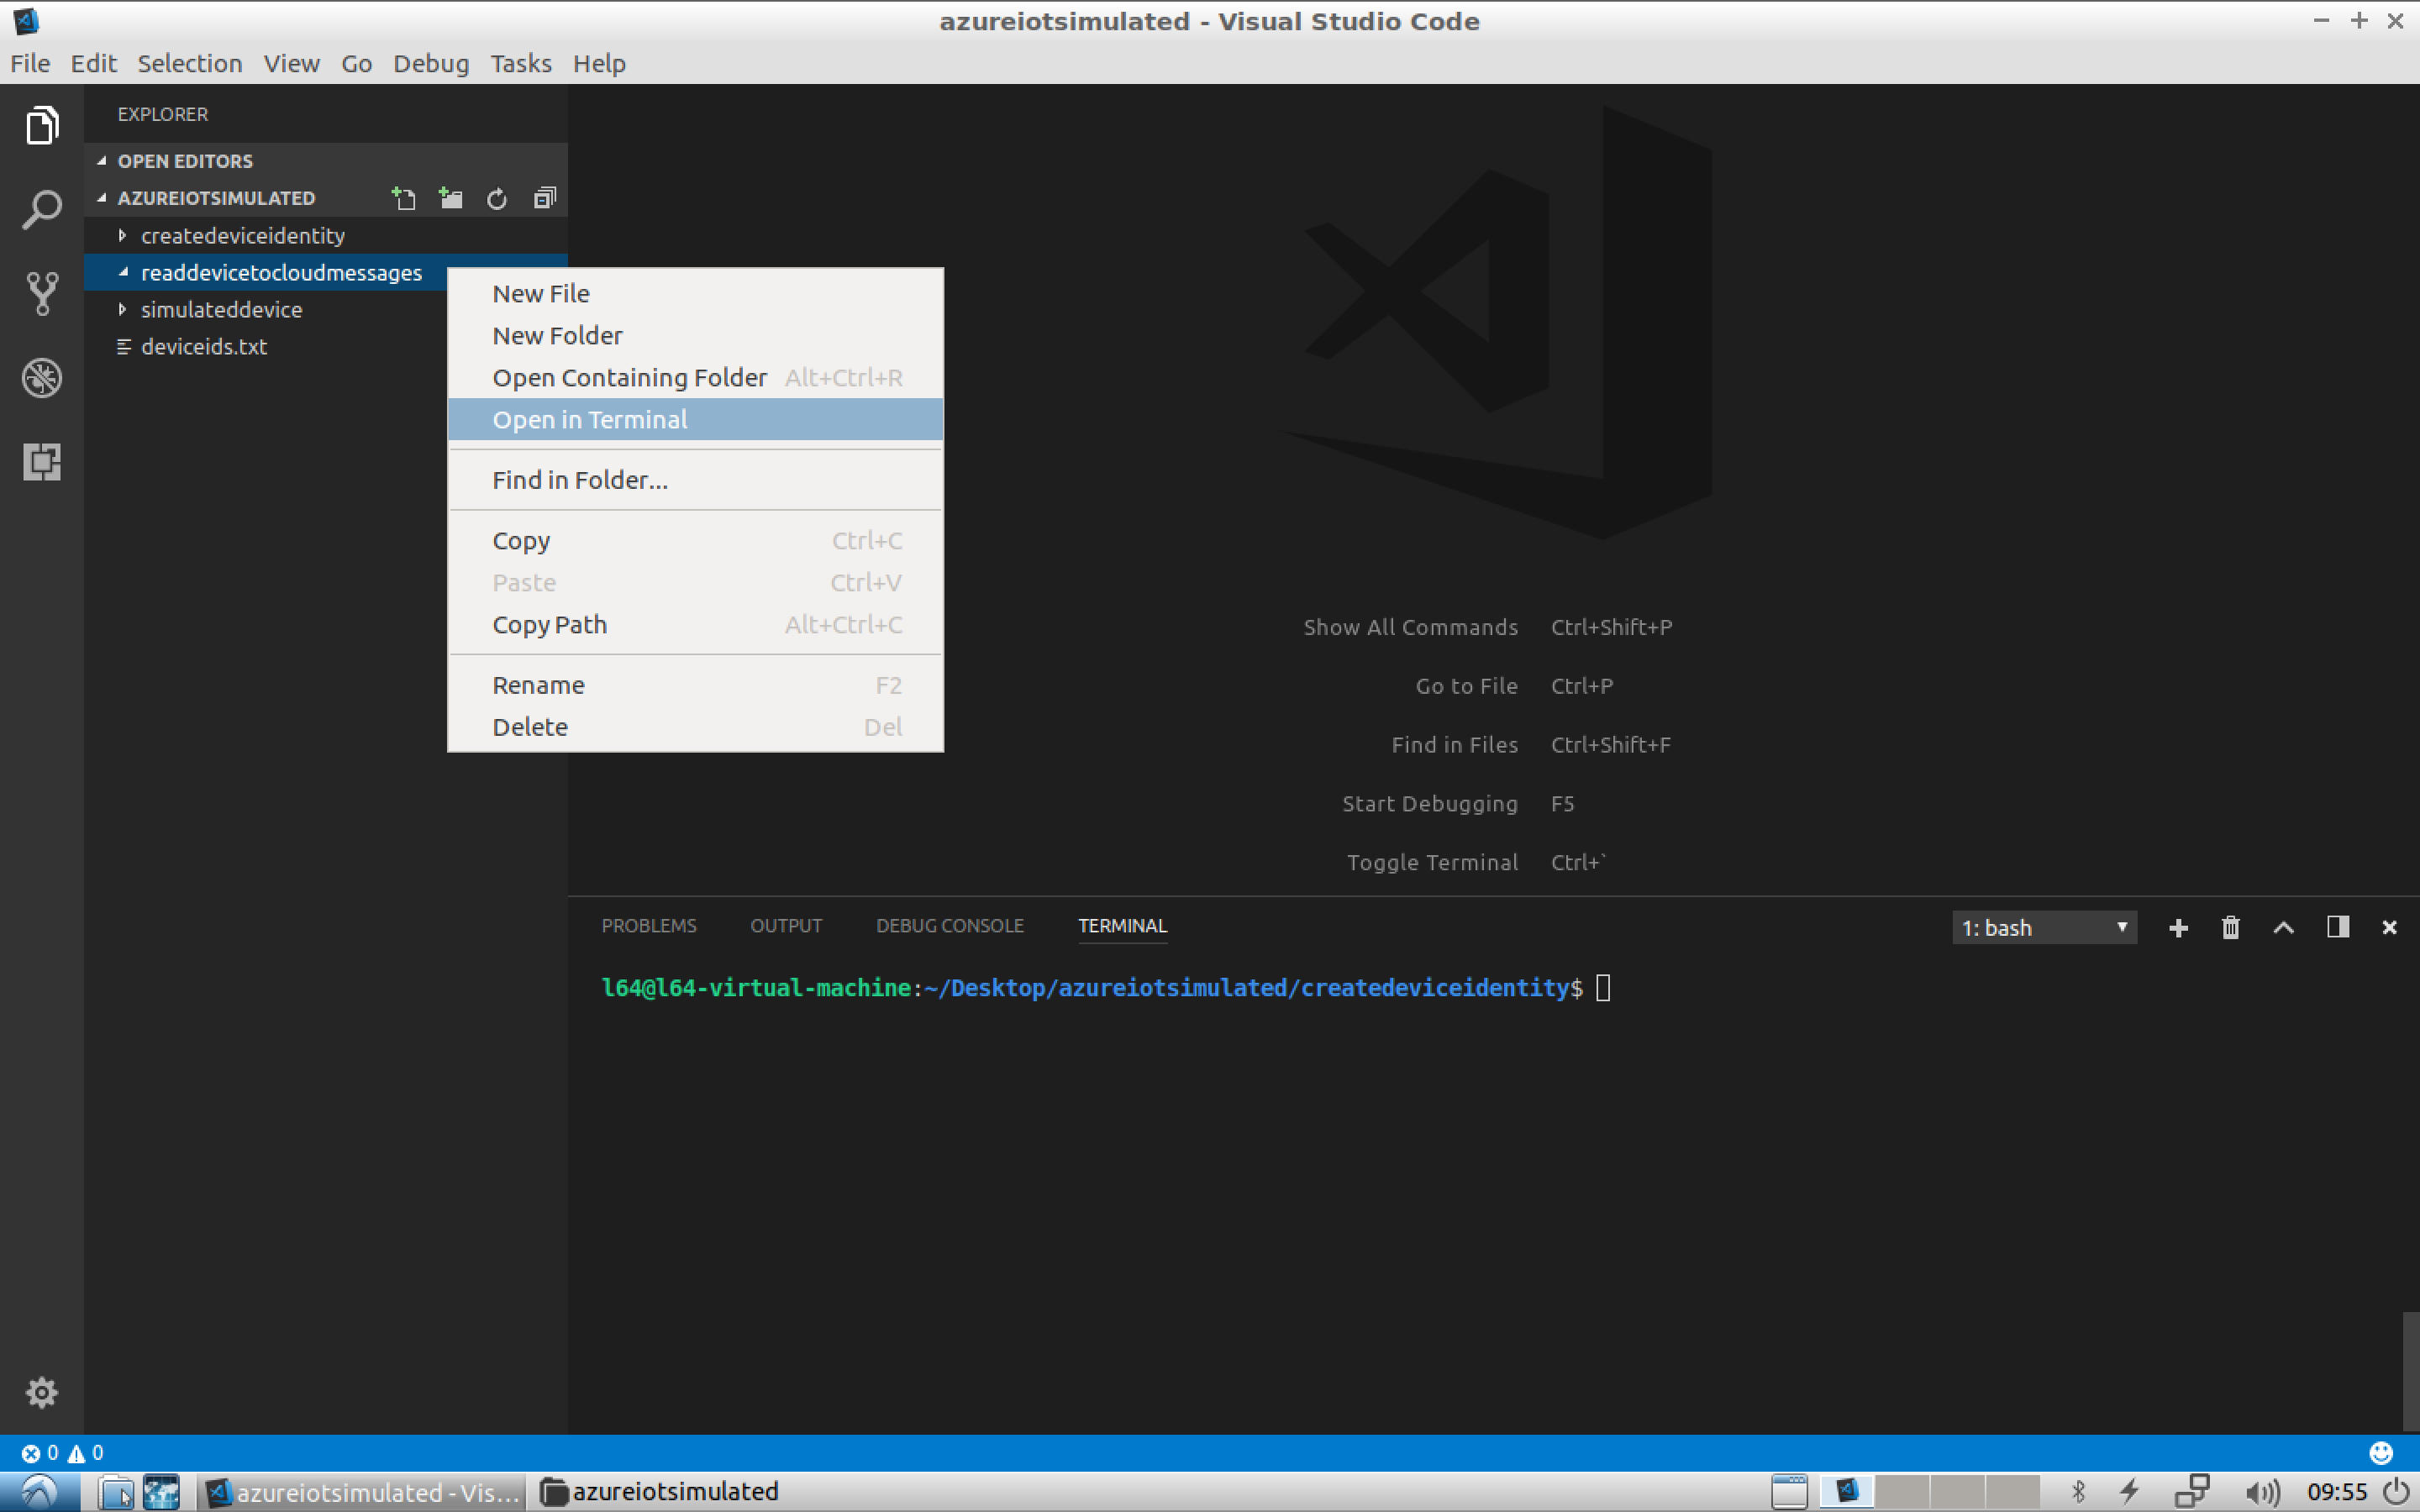 azureiotsimulated - Visual Studio Code
File Edit Selection View Go Debug Tasks Help
EXPLORER
OPEN EDITORS
AZUREIOTSIMULATED
createdeviceidentity
readdevicetocloudmessages
simulateddevice
deviceids.txt
New File
New Folder
Open Containing Folder Alt+Ctrl+R
Open in Terminal
Find in Folder...
Copy Ctrl+C
Paste Ctrl+V
Copy Path Alt+Ctrl+C
Rename F2
Delete Del
Show All Commands Ctrl+Shift+P
Go to File Ctrl+P
Find in Files Ctrl+Shift+F
Start Debugging F5
Toggle Terminal Ctrl+`
PROBLEMS OUTPUT DEBUG CONSOLE TERMINAL 1: bash
l64@l64-virtual-machine:~/Desktop/azureiotsimulated/createdeviceidentity$
0 0
azureiotsimulated - Vis... azureiotsimulated 09:55